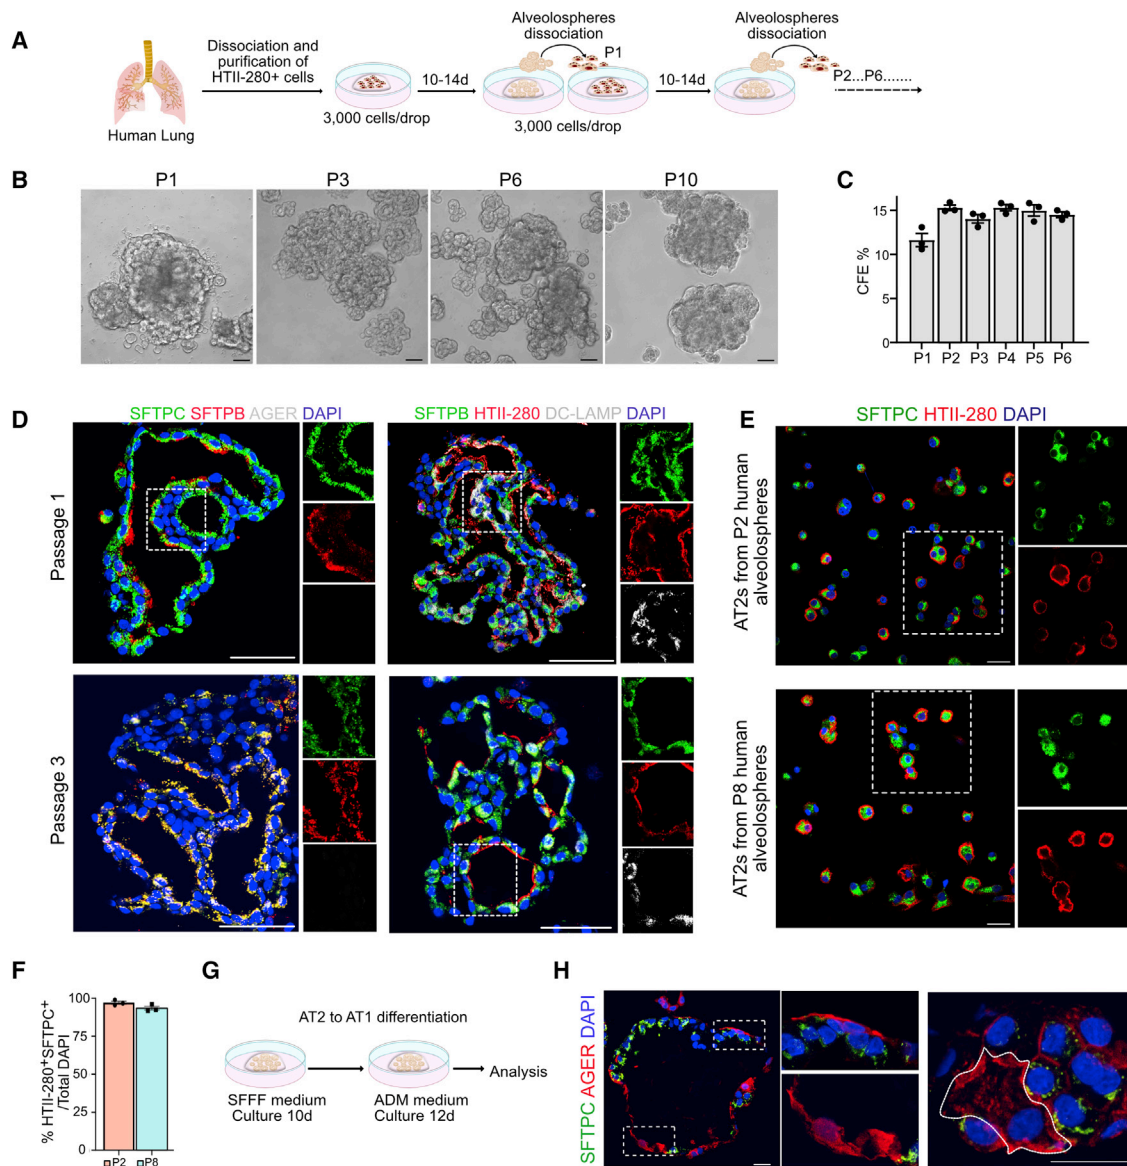 A
Human Lung
Dissociation and
purification of
HTII-280+ cells
3,000 cells/drop
10-14d
Alveolospheres
dissociation
P1
3,000 cells/drop
10-14d
Alveolospheres
dissociation
P2...P6.......
B
P1
P3
P6
P10
C
CFE %
15
10
5
0
P1 P2 P3 P4 P5 P6
D
SFTPC SFTPB AGER DAPI
SFTPB HTII-280 DC-LAMP DAPI
Passage 1
Passage 3
E
SFTPC HTII-280 DAPI
AT2s from P2 human
alveolospheres
AT2s from P8 human
alveolospheres
F
% HTII-280+SFTPC+
/Total DAPI
100
75
50
25
0
P2 P8
G
AT2 to AT1 differentiation
SFFF medium
Culture 10d
ADM medium
Culture 12d
Analysis
H
SFTPC AGER DAPI